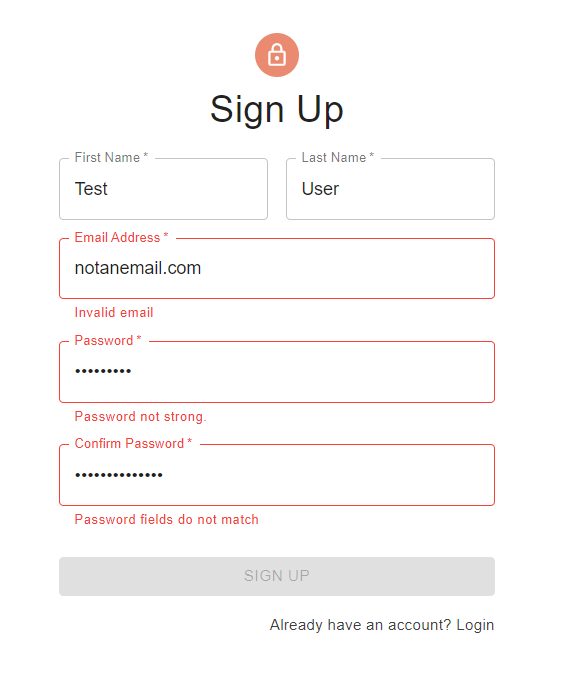 Sign Up
First Name *
Last Name *
Test
User
Email Address *
notanemail.com
Invalid email
Password *
•••••••••
Password not strong.
Confirm Password *
••••••••••••••
Password fields do not match
SIGN UP
Already have an account? Login